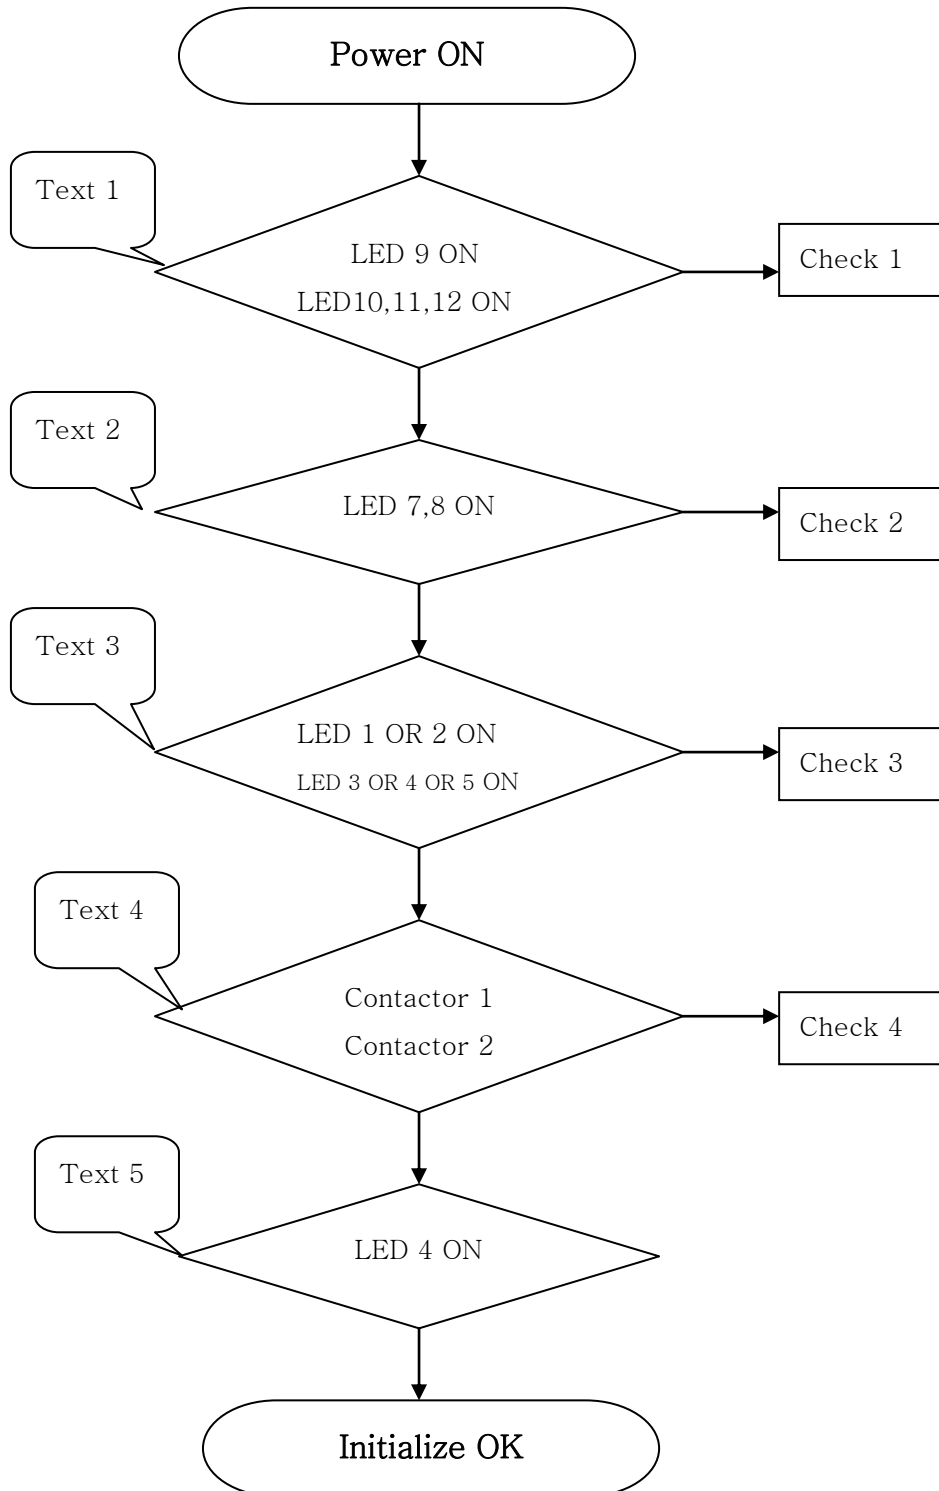 Power ON
Text 1
LED 9 ON
LED10,11,12 ON
Check 1
Text 2
LED 7,8 ON
Check 2
Text 3
LED 1 OR 2 ON
LED 3 OR 4 OR 5 ON
Check 3
Text 4
Contactor 1
Contactor 2
Check 4
Text 5
LED 4 ON
Initialize OK